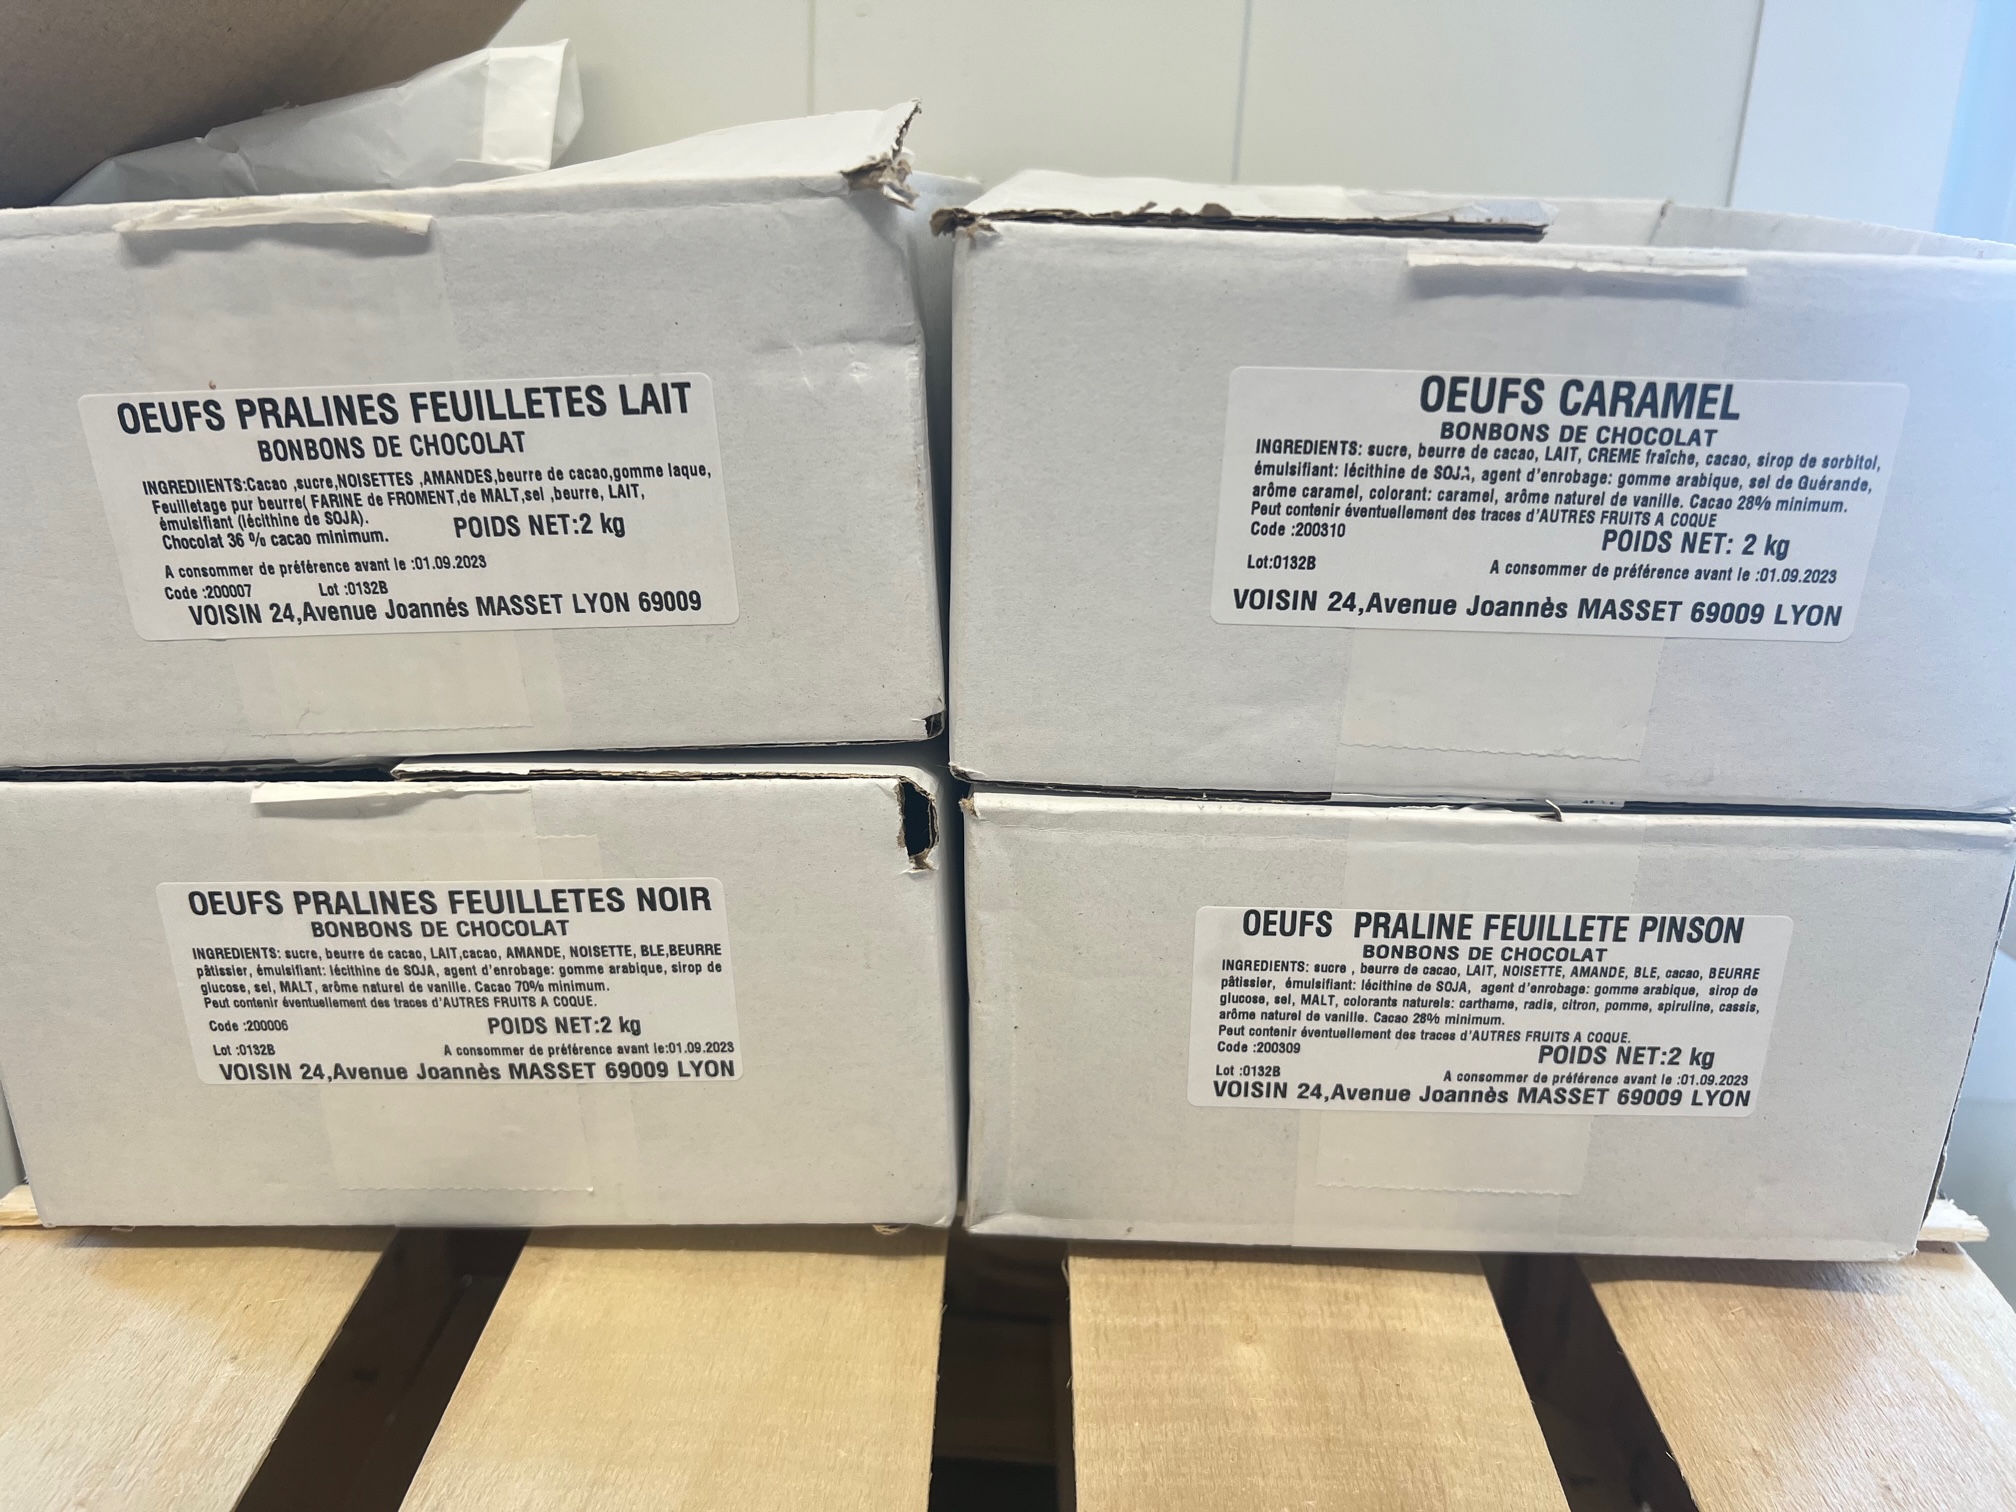 OEUFS PRALINES FEUILLETES LAIT
BONBONS DE CHOCOLAT
INGREDIIENTS:Cacao ,sucre,NOISETTES ,AMANDES,beurre de cacao,gomme laque,
Feuilletage pur beurre( FARINE de FROMENT,de MALT,sel ,beurre, LAIT,
émulsifiant (lécithine de SOJA).
Chocolat 36 % cacao minimum.
POIDS NET:2 kg
A consommer de préférence avant le :01.09.2023
Code :200007 Lot :0132B
VOISIN 24,Avenue Joannés MASSET LYON 69009
OEUFS CARAMEL
BONBONS DE CHOCOLAT
INGREDIENTS: sucre, beurre de cacao, LAIT, CREME fraîche, cacao, sirop de sorbitol,
émulsifiant: lécithine de SOJA, agent d'enrobage: gomme arabique, sel de Guérande,
arôme caramel, colorant: caramel, arôme naturel de vanille. Cacao 28% minimum.
Peut contenir éventuellement des traces d'AUTRES FRUITS A COQUE
Code :200310
POIDS NET: 2 kg
Lot:0132B
A consommer de préférence avant le :01.09.2023
VOISIN 24,Avenue Joannès MASSET 69009 LYON
OEUFS PRALINES FEUILLETES NOIR
BONBONS DE CHOCOLAT
INGREDIENTS: sucre, beurre de cacao, LAIT,cacao, AMANDE, NOISETTE, BLE,BEURRE
pâtissier, émulsifiant: lécithine de SOJA, agent d'enrobage: gomme arabique, sirop de
glucose, sel, MALT, arôme naturel de vanille. Cacao 70% minimum.
Peut contenir éventuellement des traces d'AUTRES FRUITS A COQUE.
Code :200006
POIDS NET:2 kg
Lot :0132B
A consommer de préférence avant le:01.09.2023
VOISIN 24,Avenue Joannès MASSET 69009 LYON
OEUFS PRALINE FEUILLETE PINSON
BONBONS DE CHOCOLAT
INGREDIENTS: sucre , beurre de cacao, LAIT, NOISETTE, AMANDE, BLE, cacao, BEURRE
pâtissier, émulsifiant: lécithine de SOJA, agent d'enrobage: gomme arabique, sirop de
glucose, sel, MALT, colorants naturels: carthame, radis, citron, pomme, spiruline, cassis,
arôme naturel de vanille. Cacao 28% minimum.
Peut contenir éventuellement des traces d'AUTRES FRUITS A COQUE.
Code :200309
POIDS NET:2 kg
Lot :0132B
A consommer de préférence avant le :01.09.2023
VOISIN 24,Avenue Joannès MASSET 69009 LYON